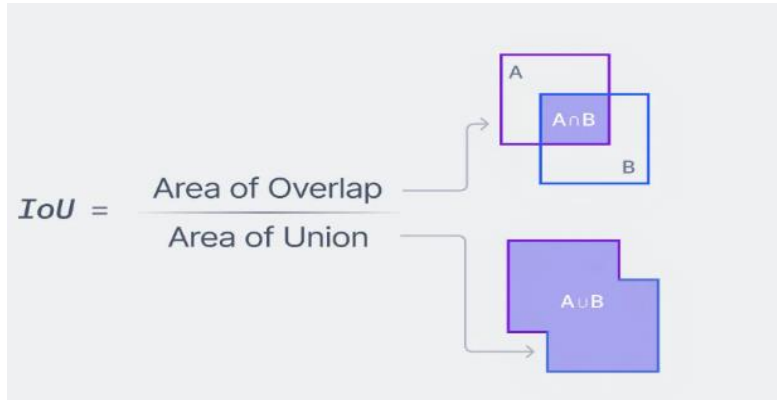 A
A∩B
B
Area of Overlap
IoU =
Area of Union
A∪B